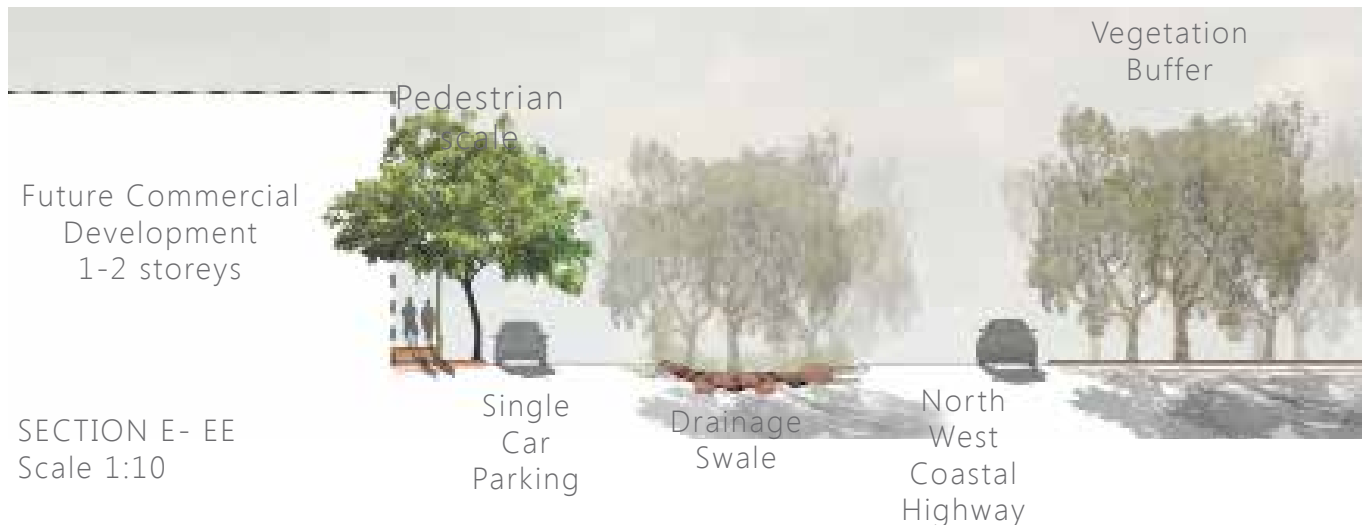 Vegetation
Buffer
Pedestrian
scale
Future Commercial
Development
1-2 storeys
Single
Car
Parking
Drainage
Swale
North
West
Coastal
Highway
SECTION E- EE
Scale 1:10